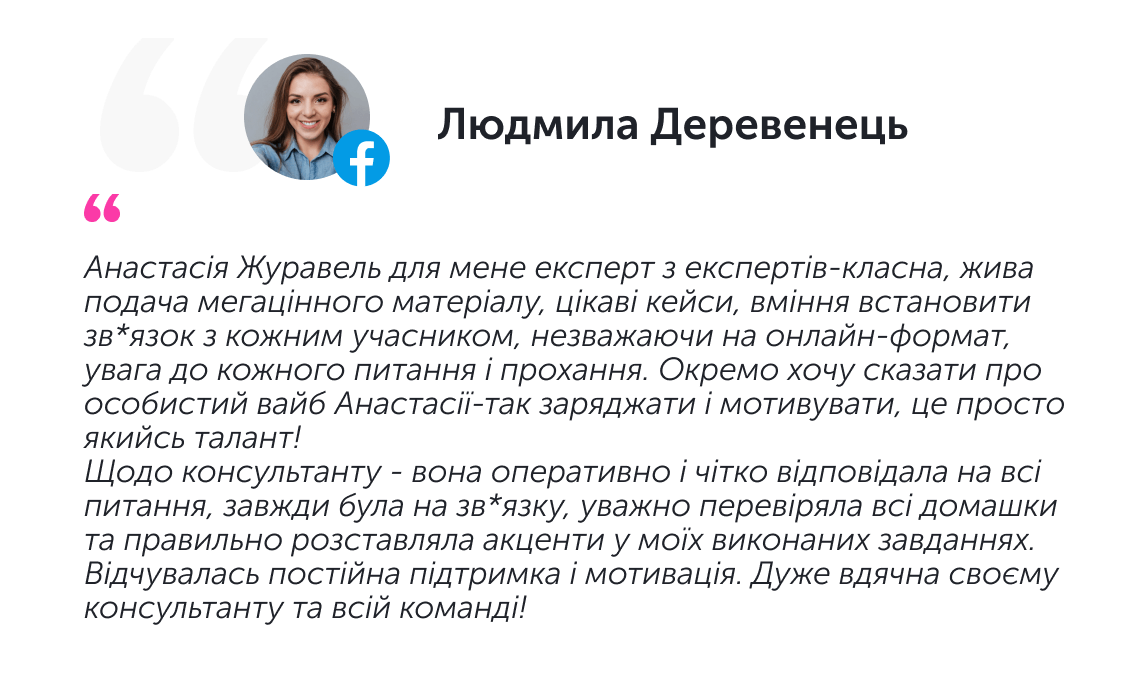 Людмила Деревенець
Анастасія Журавель для мене експерт з експертів-класна, жива
подача мегацінного матеріалу, цікаві кейси, вміння встановити
зв*язок з кожним учасником, незважаючи на онлайн-формат,
увага до кожного питання і прохання. Окремо хочу сказати про
особистий вайб Анастасії-так заряджати і мотивувати, це просто
якийсь талант!
Щодо консультанту - вона оперативно і чітко відповідала на всі
питання, завжди була на зв*язку, уважно перевіряла всі домашки
та правильно розставляла акценти у моїх виконаних завданнях.
Відчувалась постійна підтримка і мотивація. Дуже вдячна своєму
консультанту та всій команді!